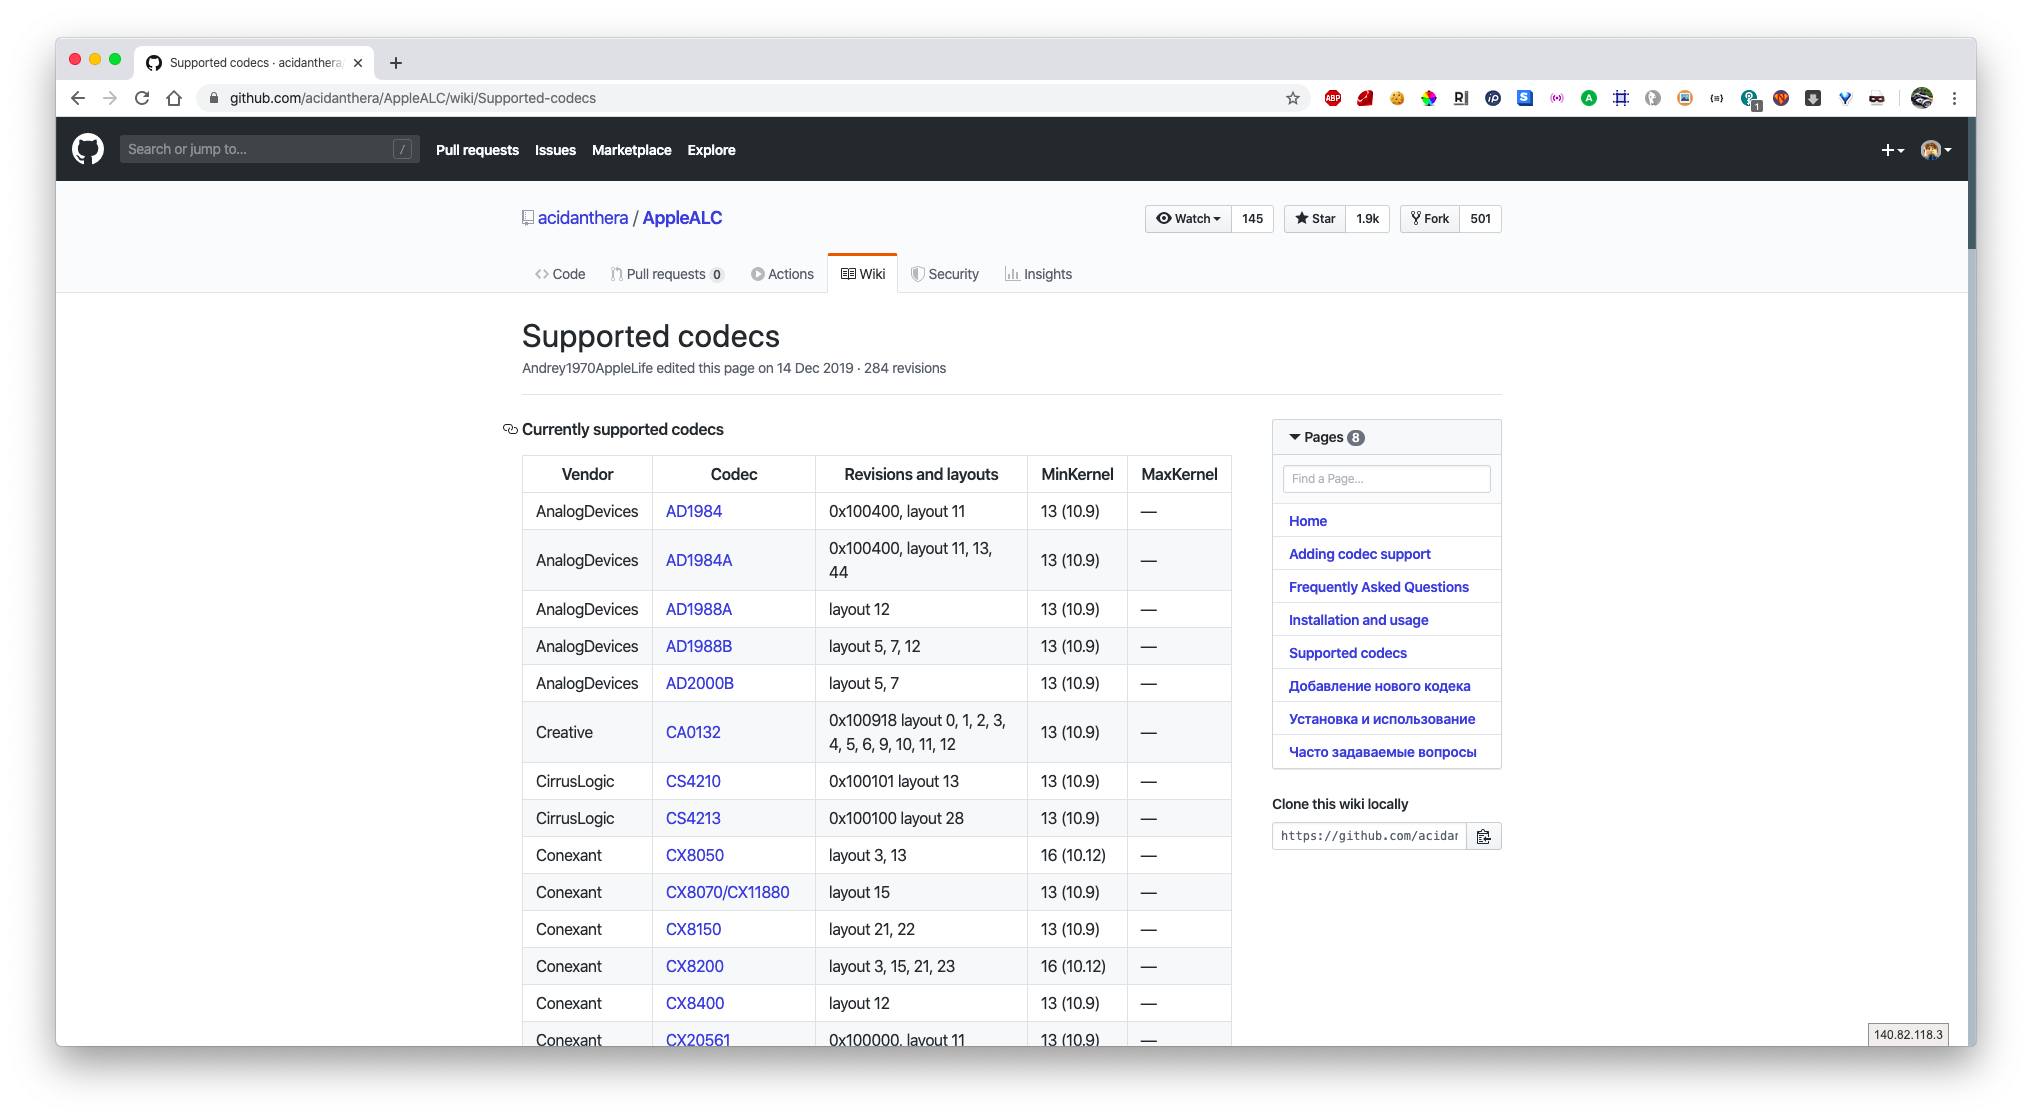 Supported codecs · acidanthera/
github.com/acidanthera/AppleALC/wiki/Supported-codecs
ABP
R
iP
S
A
1
Search or jump to...
/
Pull requests Issues Marketplace Explore
acidanthera / AppleALC
Watch 145 Star 1.9k Fork 501
Code Pull requests 0 Actions Wiki Security Insights
Supported codecs
Andrey1970AppleLife edited this page on 14 Dec 2019 · 284 revisions
Currently supported codecs
Vendor Codec Revisions and layouts MinKernel MaxKernel
AnalogDevices AD1984 0x100400, layout 11 13 (10.9) —
AnalogDevices AD1984A 0x100400, layout 11, 13, 44 13 (10.9) —
AnalogDevices AD1988A layout 12 13 (10.9) —
AnalogDevices AD1988B layout 5, 7, 12 13 (10.9) —
AnalogDevices AD2000B layout 5, 7 13 (10.9) —
Creative CA0132 0x100918 layout 0, 1, 2, 3, 4, 5, 6, 9, 10, 11, 12 13 (10.9) —
CirrusLogic CS4210 0x100101 layout 13 13 (10.9) —
CirrusLogic CS4213 0x100100 layout 28 13 (10.9) —
Conexant CX8050 layout 3, 13 16 (10.12) —
Conexant CX8070/CX11880 layout 15 13 (10.9) —
Conexant CX8150 layout 21, 22 13 (10.9) —
Conexant CX8200 layout 3, 15, 21, 23 16 (10.12) —
Conexant CX8400 layout 12 13 (10.9) —
Conexant CX20561 0x100000, layout 11 13 (10.9) —
Pages 8
Find a Page...
Home
Adding codec support
Frequently Asked Questions
Installation and usage
Supported codecs
Добавление нового кодека
Установка и использование
Часто задаваемые вопросы
Clone this wiki locally
https://github.com/acidan
140.82.118.3